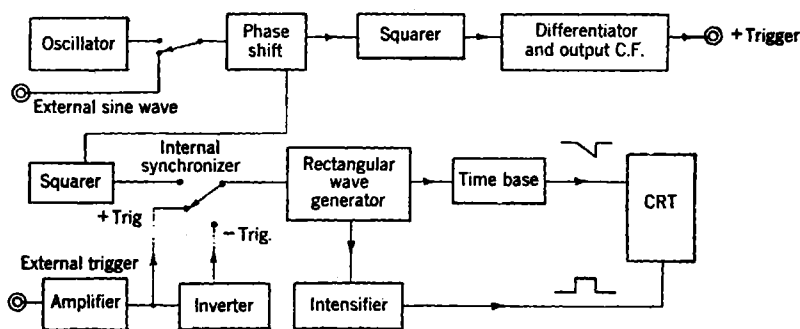 Oscillator
Phase
shift
Squarer
Differentiator
and output C.F.
+ Trigger
External sine wave
Internal
synchronizer
Squarer
+ Trig
- Trig.
Rectangular
wave
generator
Time base
CRT
External trigger
Amplifier
Inverter
Intensifier